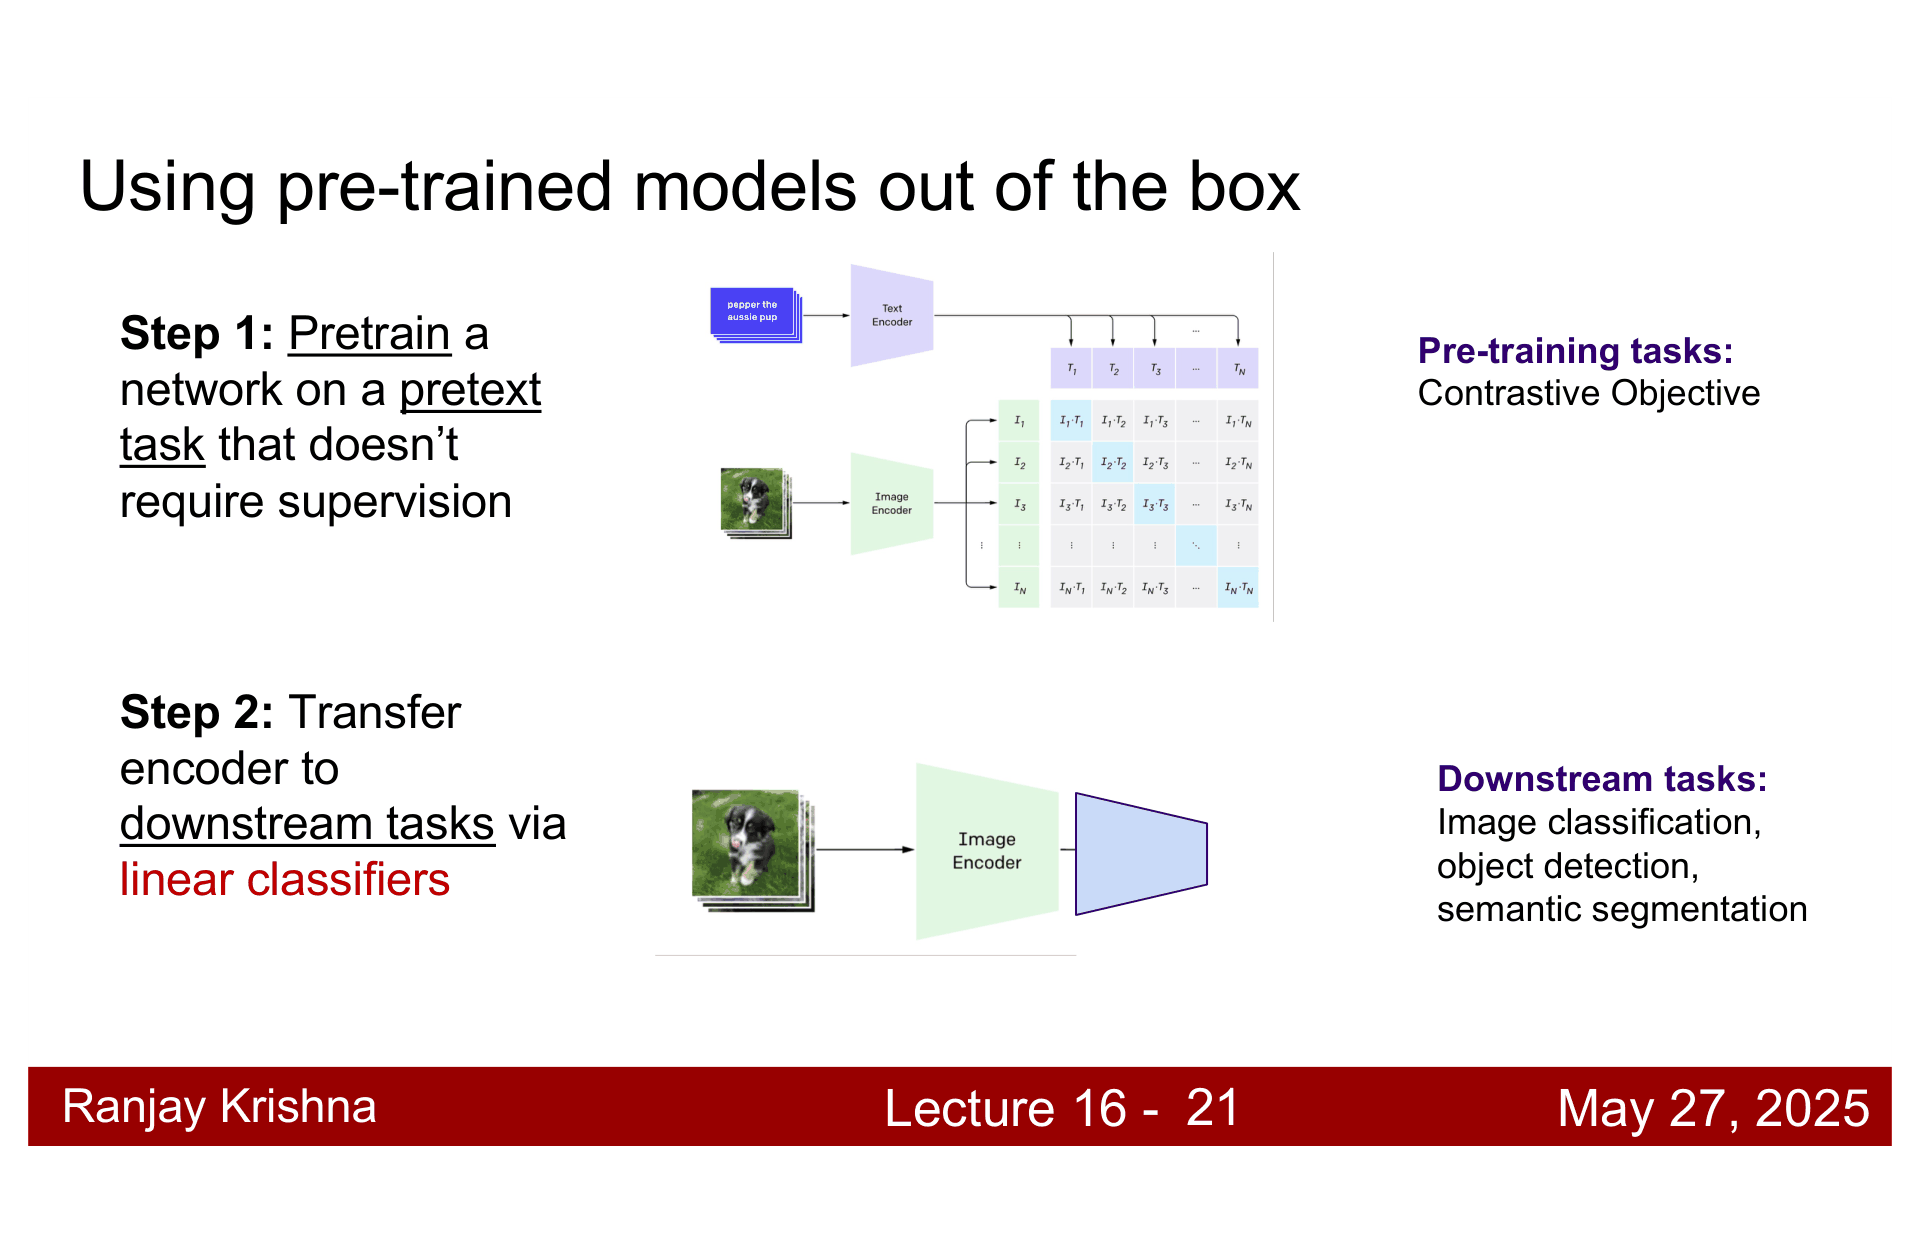 Using pre-trained models out of the box
Step 1: Pretrain a
network on a pretext
task that doesn’t
require supervision
pepper the
aussie pup
Text
Encoder
...
T1 T2 T3 ... TN
Image
Encoder
I1 I1·T1 I1·T2 I1·T3 ... I1·TN
I2 I2·T1 I2·T2 I2·T3 ... I2·TN
I3 I3·T1 I3·T2 I3·T3 ... I3·TN
⋮ ⋮ ⋮ ⋮ ⋮ ⋱ ⋮
IN IN·T1 IN·T2 IN·T3 ... IN·TN
Pre-training tasks:
Contrastive Objective
Step 2: Transfer
encoder to
downstream tasks via
linear classifiers
Image
Encoder
Downstream tasks:
Image classification,
object detection,
semantic segmentation
Ranjay Krishna
Lecture 16 - 21
May 27, 2025